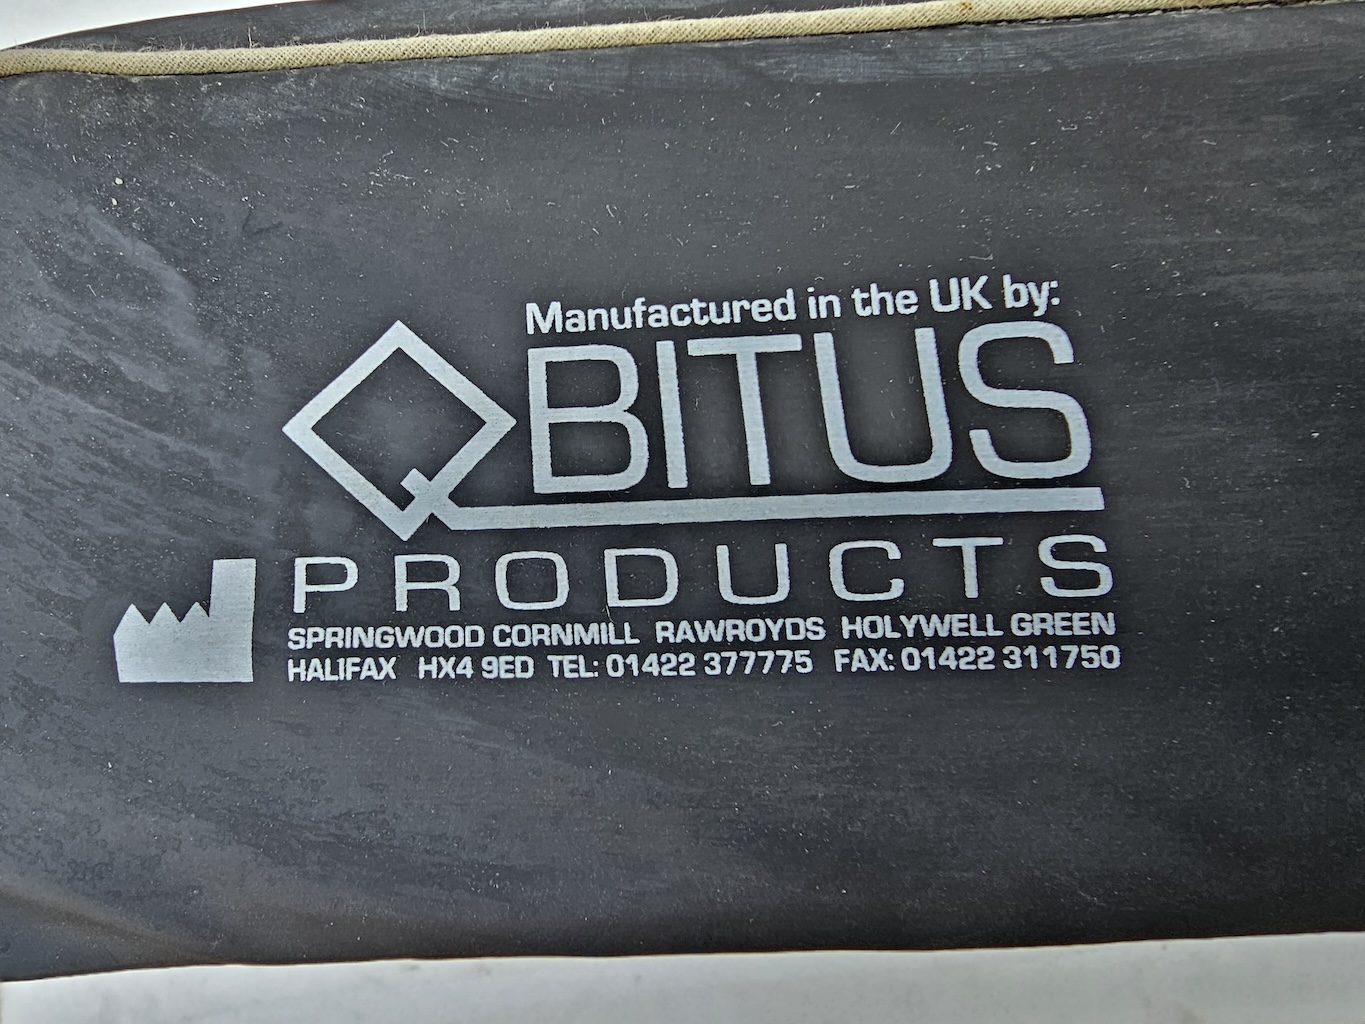 Manufactured in the UK by:
QBITUS
PRODUCTS
SPRINGWOOD CORNMILL RAWROYDS HOLYWELL GREEN
HALIFAX HX4 9ED TEL: 01422 377775 FAX: 01422 311750